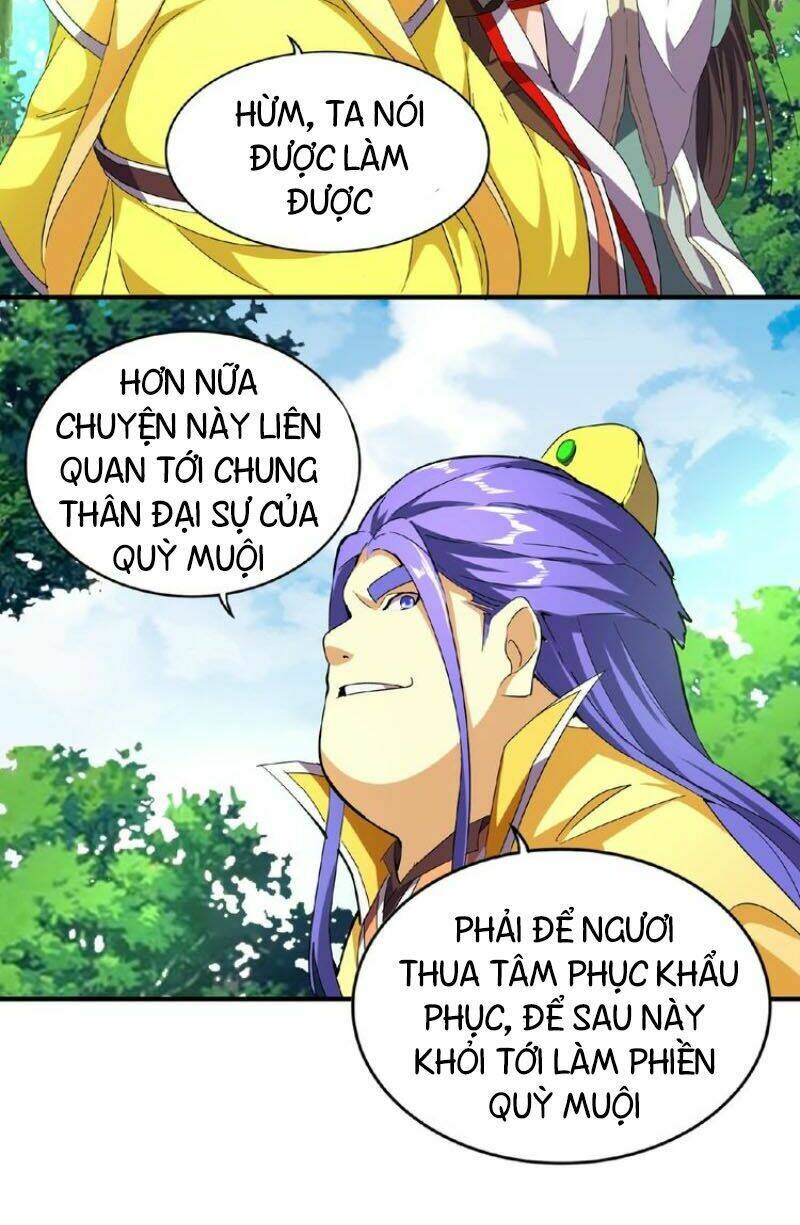 HỪM, TA NÓI
ĐƯỢC LÀM
ĐƯỢC
HƠN NỮA
CHUYỆN NÀY LIÊN
QUAN TỚI CHUNG
THÂN ĐẠI SỰ CỦA
QUỲ MUỘI
PHẢI ĐỂ NGƯƠI
THUA TÂM PHỤC KHẨU
PHỤC, ĐỂ SAU NÀY
KHỎI TỚI LÀM PHIỀN
QUỲ MUỘI